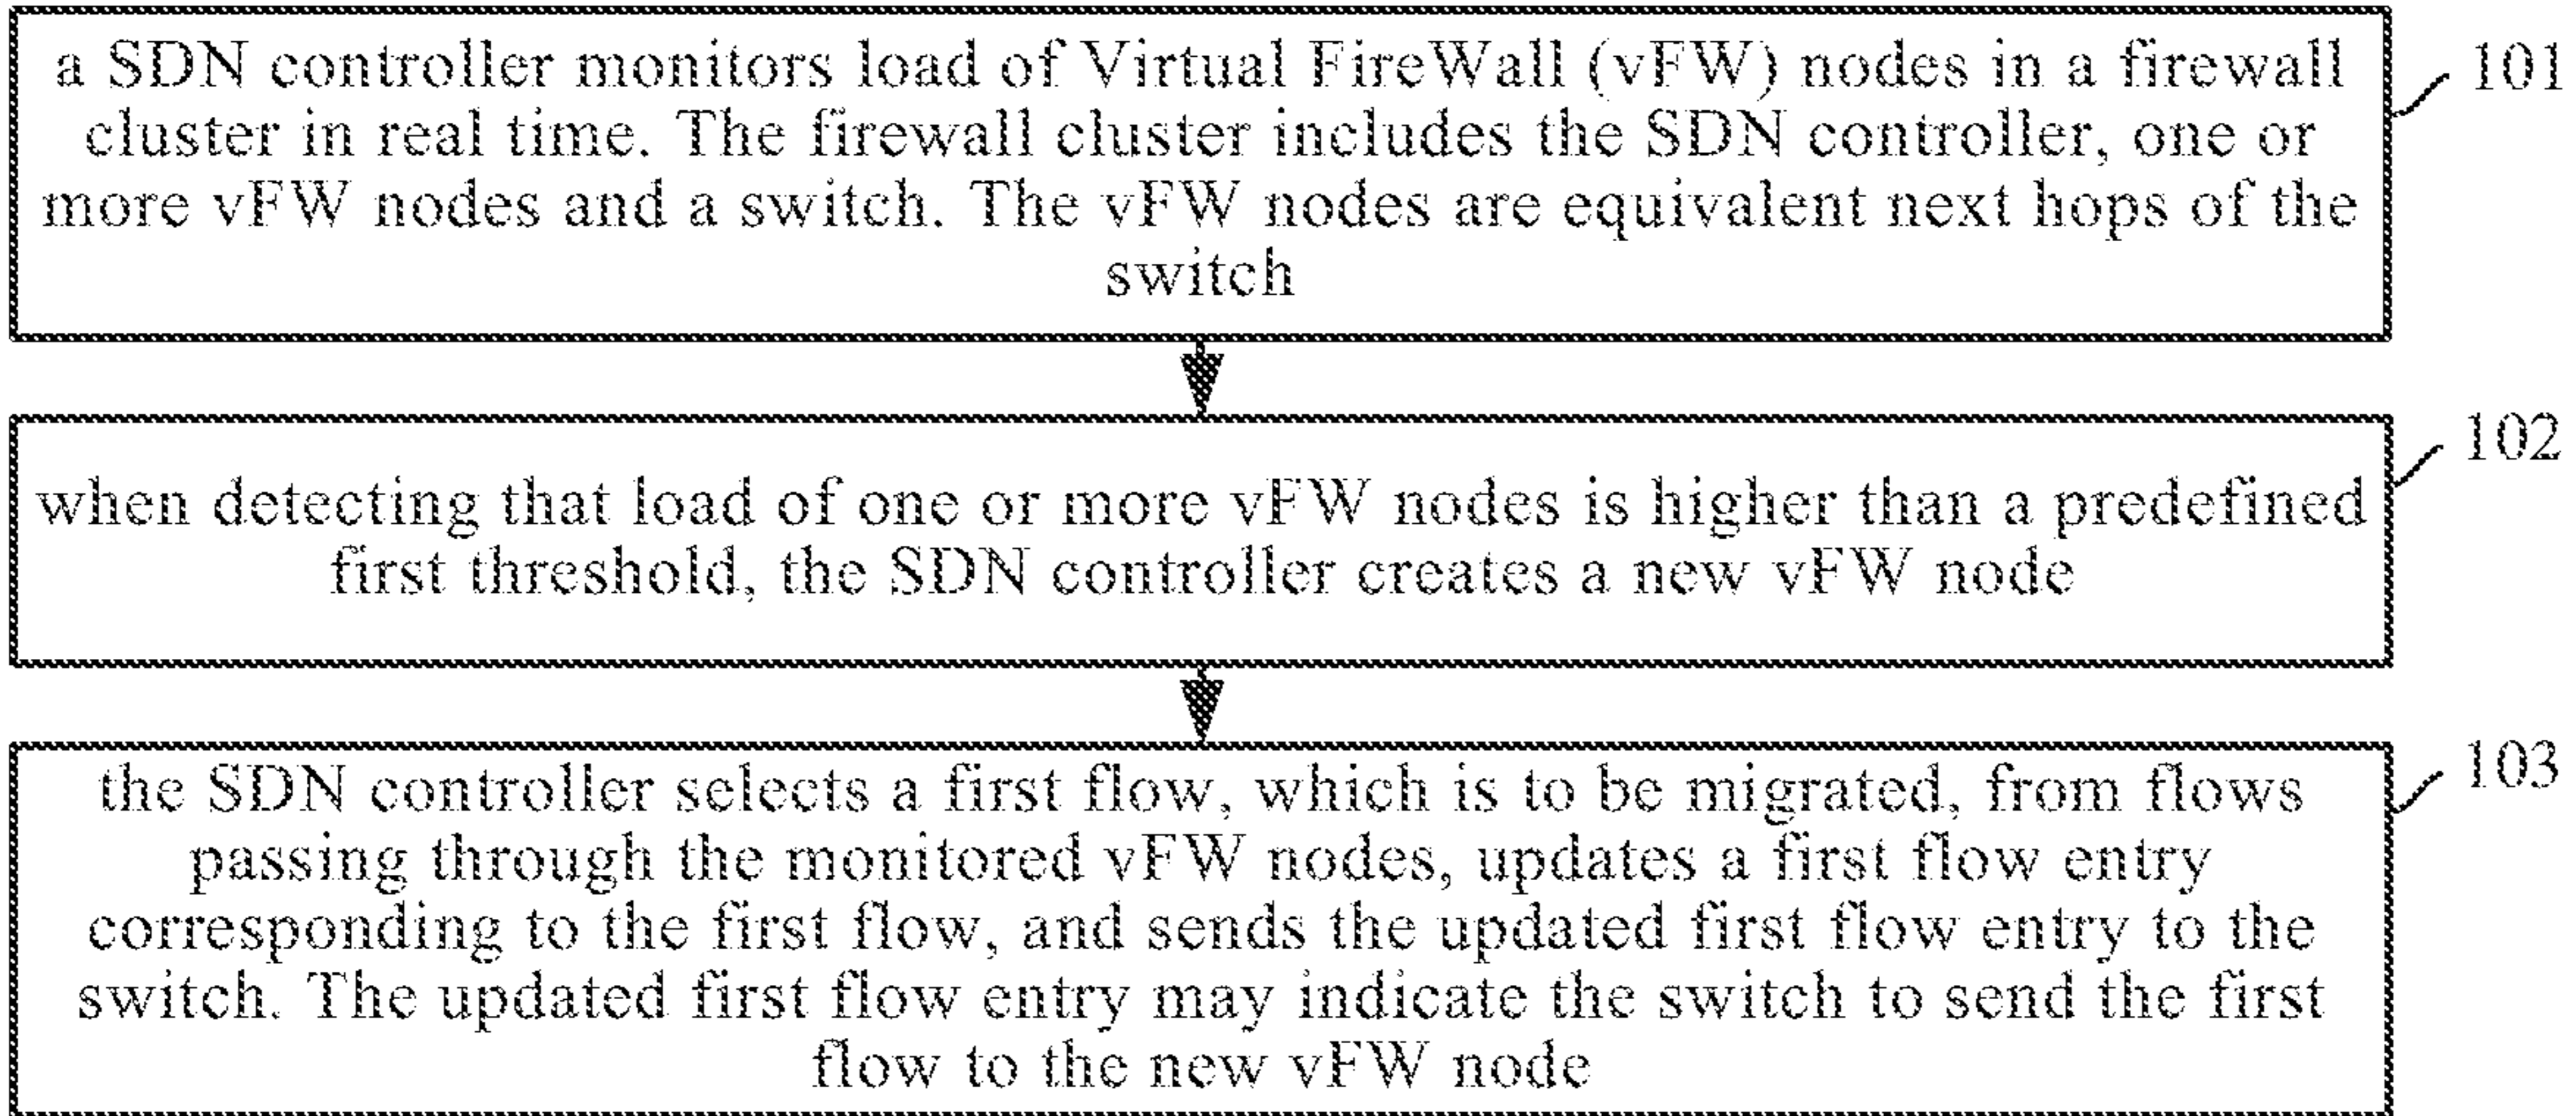 a SDN controller monitors load of Virtual FireWall (vFW) nodes in a firewall
cluster in real time. The firewall cluster includes the SDN controller, one or
more vFW nodes and a switch. The vFW nodes are equivalent next hops of the
switch
101
when detecting that load of one or more vFW nodes is higher than a predefined
first threshold, the SDN controller creates a new vFW node
102
the SDN controller selects a first flow, which is to be migrated, from flows
passing through the monitored vFW nodes, updates a first flow entry
corresponding to the first flow, and sends the updated first flow entry to the
switch. The updated first flow entry may indicate the switch to send the first
flow to the new vFW node
103